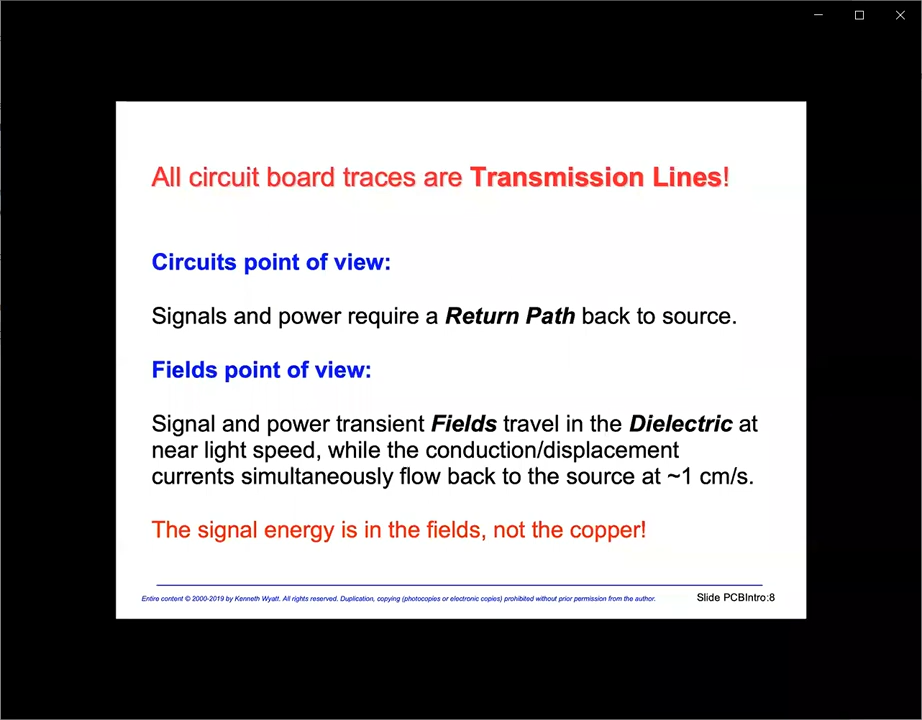 All circuit board traces are Transmission Lines!
Circuits point of view:
Signals and power require a Return Path back to source.
Fields point of view:
Signal and power transient Fields travel in the Dielectric at
near light speed, while the conduction/displacement
currents simultaneously flow back to the source at ~1 cm/s.
The signal energy is in the fields, not the copper!
Entire content © 2000-2019 by Kenneth Wyatt. All rights reserved. Duplication, copying (photocopies or electronic copies) prohibited without prior permission from the author.
Slide PCBIntro:8